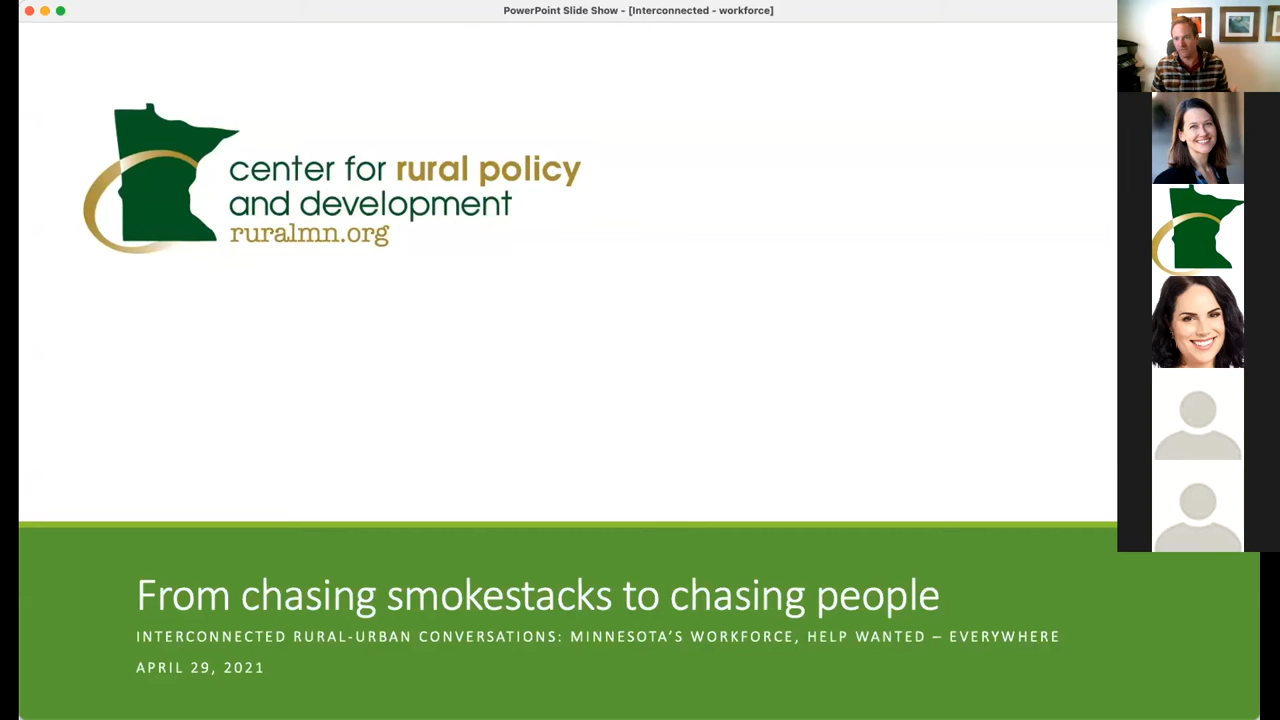 PowerPoint Slide Show - [Interconnected - workforce]
center for rural policy
and development
ruralmn.org
From chasing smokestacks to chasing people
INTERCONNECTED RURAL-URBAN CONVERSATIONS: MINNESOTA'S WORKFORCE, HELP WANTED – EVERYWHERE
APRIL 29, 2021